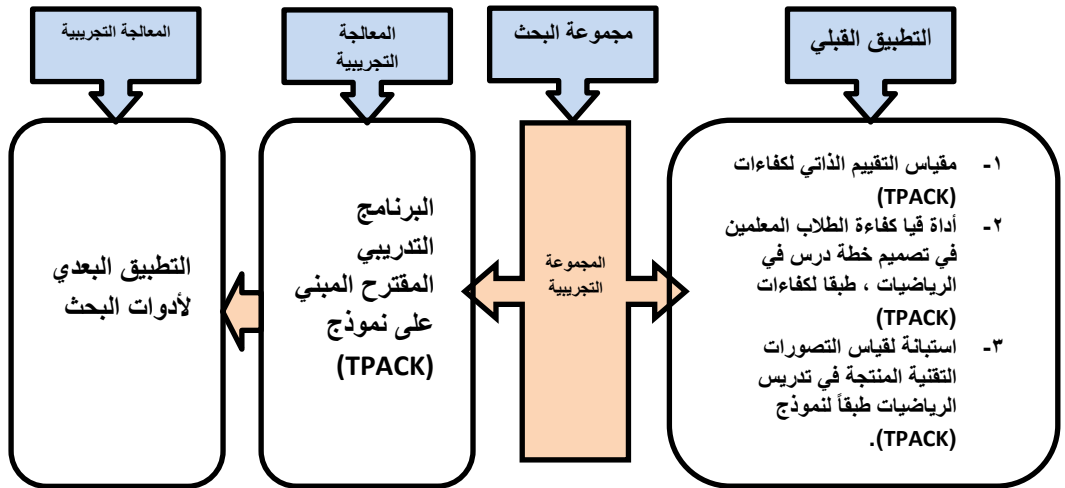 التطبيق القبلي
مجموعة البحث
المعالجة
التجريبية
المعالجة التجريبية
١- مقياس التقييم الذاتي لكفاءات
(TPACK)
٢- أداة قيا كفاءة الطلاب المعلمين
في تصميم خطة درس في
الرياضيات ، طبقا لكفاءات
(TPACK)
٣- استبانة لقياس التصورات
التقنية المنتجة في تدريس
الرياضيات طبقاً لنموذج
(TPACK).
المجموعة
التجريبية
البرنامج
التدريبي
المقترح المبني
على نموذج
(TPACK)
التطبيق البعدي
لأدوات البحث